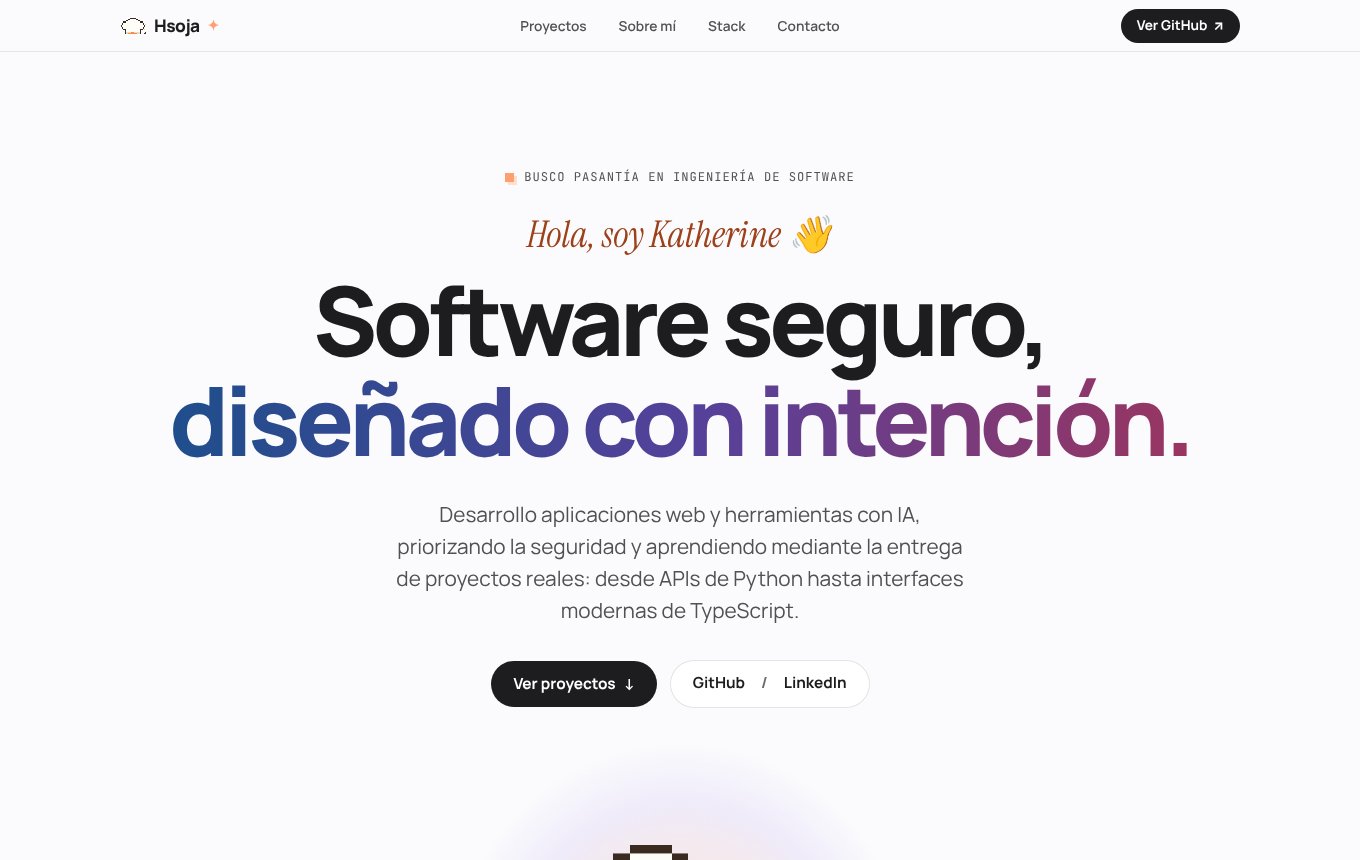 Hsoja
Proyectos
Sobre mí
Stack
Contacto
Ver GitHub ↗
BUSCO PASANTÍA EN INGENIERÍA DE SOFTWARE
Hola, soy Katherine 👋
Software seguro,
diseñado con intención.
Desarrollo aplicaciones web y herramientas con IA,
priorizando la seguridad y aprendiendo mediante la entrega
de proyectos reales: desde APIs de Python hasta interfaces
modernas de TypeScript.
Ver proyectos ↓
GitHub / LinkedIn